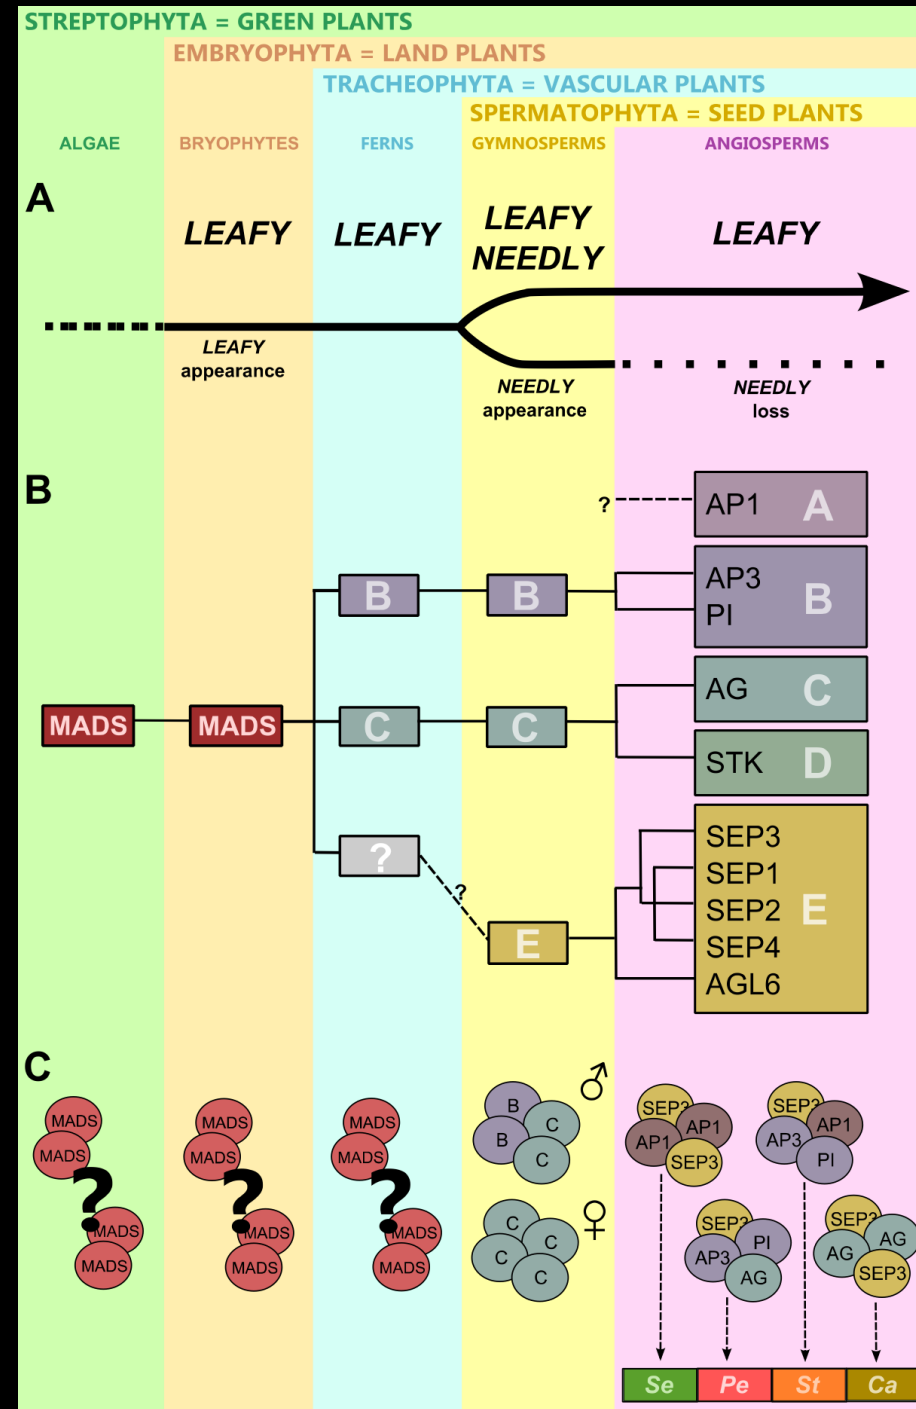 STREPTOPHYTA = GREEN PLANTS
EMBRYOPHYTA = LAND PLANTS
TRACHEOPHYTA = VASCULAR PLANTS
SPERMATOPHYTA = SEED PLANTS
ALGAE BRYOPHYTES FERNS GYMNOSPERMS ANGIOSPERMS
A
LEAFY LEAFY LEAFY LEAFY
NEEDLY
LEAFY
appearance
NEEDLY
appearance
NEEDLY
loss
B
? AP1 A
AP3
PI
B
B B
AG C
MADS MADS C C
STK D
?
?
E
SEP3
SEP1
SEP2
SEP4
AGL6
E
C
MADS
MADS
?
MADS
MADS
MADS
MADS
?
MADS
MADS
MADS
MADS
?
MADS
MADS
♂
B
C
B
C
♀
C
C
C
C
SEP3
AP1
AP1
SEP3
SEP3
AP1
AP3
PI
SEP3
PI
AP3
AG
SEP3
AG
AG
SEP3
Se Pe St Ca